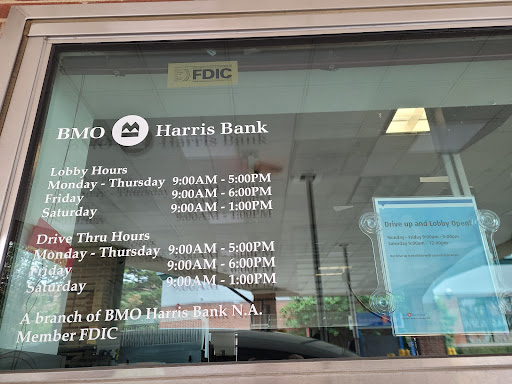 FDIC
BMO Harris Bank
Lobby Hours
Monday - Thursday 9:00AM - 5:00PM
Friday 9:00AM - 6:00PM
Saturday 9:00AM - 1:00PM
Drive Thru Hours
Monday - Thursday 9:00AM - 5:00PM
Friday 9:00AM - 6:00PM
Saturday 9:00AM - 1:00PM
A branch of BMO Harris Bank N.A.
Member FDIC
Drive up and Lobby Open!